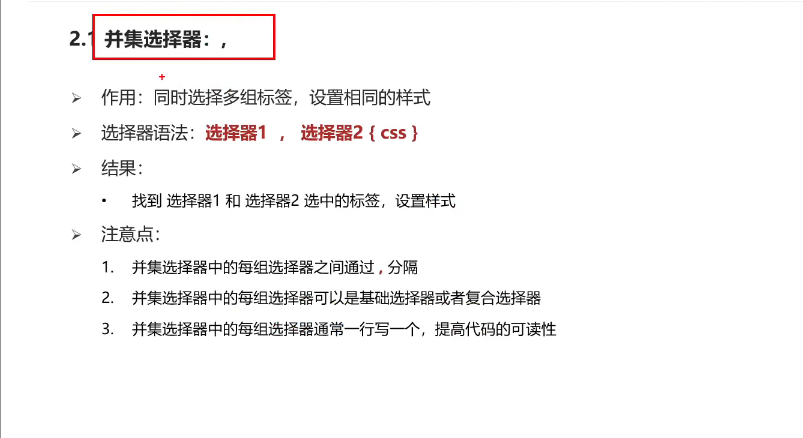 2.1 并集选择器：,
作用：同时选择多组标签，设置相同的样式
选择器语法：选择器1 ， 选择器2 { css }
结果：
• 找到 选择器1 和 选择器2 选中的标签，设置样式
注意点：
1. 并集选择器中的每组选择器之间通过 , 分隔
2. 并集选择器中的每组选择器可以是基础选择器或者复合选择器
3. 并集选择器中的每组选择器通常一行写一个，提高代码的可读性